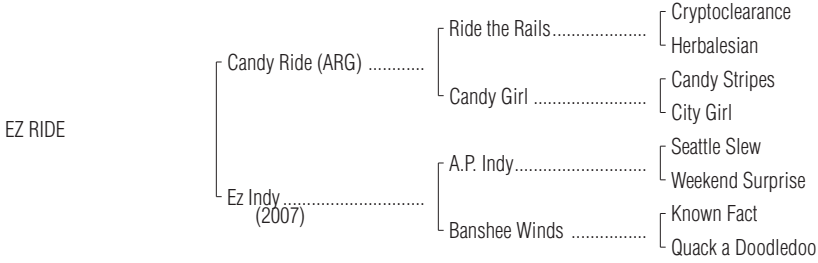 Cryptoclearance
Ride the Rails....................
Herbalesian
Candy Ride (ARG) ............
Candy Stripes
Candy Girl ........................
City Girl
EZ RIDE
Seattle Slew
A.P. Indy............................
Weekend Surprise
Ez Indy..............................
(2007)
Known Fact
Banshee Winds ................
Quack a Doodledoo